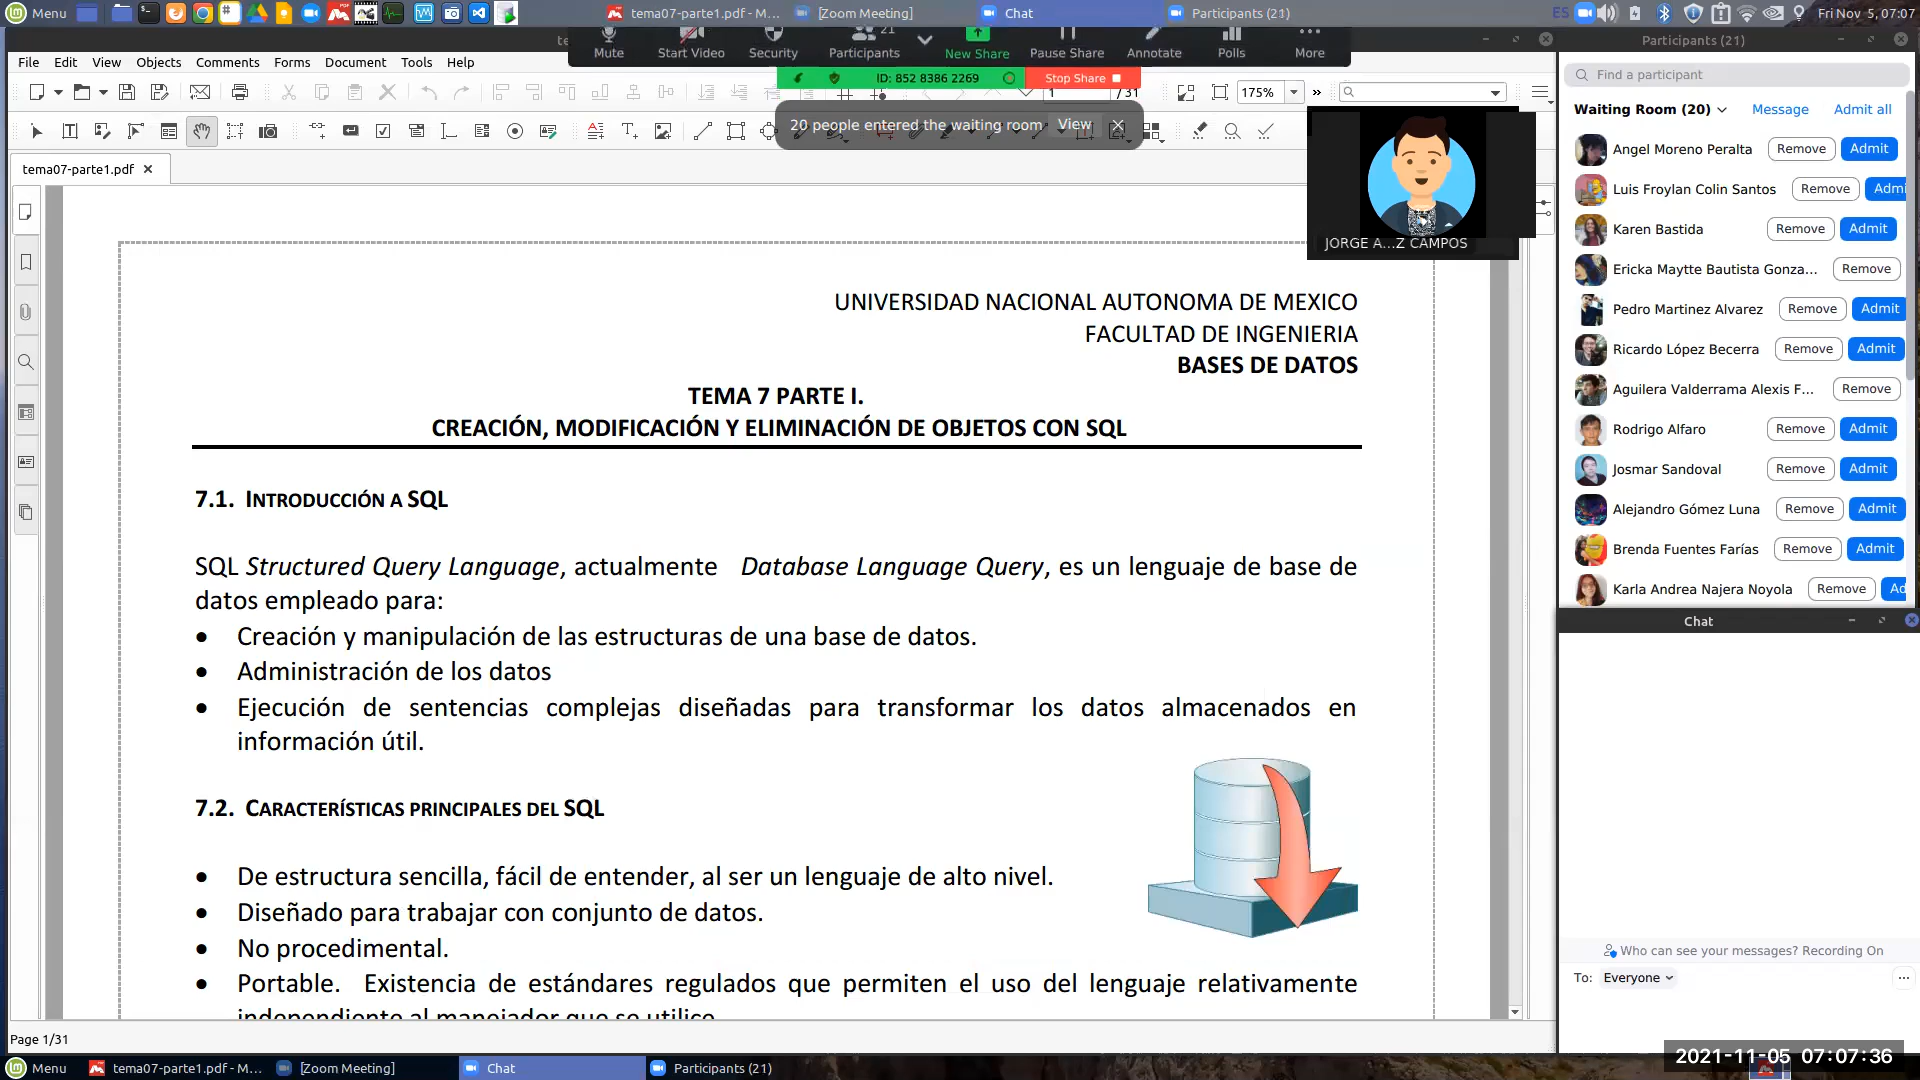 Menu
tema07-parte1.pdf - M...
[Zoom Meeting]
Chat
Participants (21)
ES
Fri Nov 5, 07:07
Mute
Start Video
Security
Participants
21
New Share
Pause Share
Annotate
Polls
More
ID: 852 8386 2269
Stop Share
20 people entered the waiting room
View
File
Edit
View
Objects
Comments
Forms
Document
Tools
Help
1
/ 31
175%
tema07-parte1.pdf
JORGE A...Z CAMPOS
UNIVERSIDAD NACIONAL AUTONOMA DE MEXICO
FACULTAD DE INGENIERIA
BASES DE DATOS
TEMA 7 PARTE I.
CREACIÓN, MODIFICACIÓN Y ELIMINACIÓN DE OBJETOS CON SQL
7.1. INTRODUCCIÓN A SQL
SQL Structured Query Language, actualmente Database Language Query, es un lenguaje de base de
datos empleado para:
• Creación y manipulación de las estructuras de una base de datos.
• Administración de los datos
• Ejecución de sentencias complejas diseñadas para transformar los datos almacenados en
información útil.
7.2. CARACTERÍSTICAS PRINCIPALES DEL SQL
• De estructura sencilla, fácil de entender, al ser un lenguaje de alto nivel.
• Diseñado para trabajar con conjunto de datos.
• No procedimental.
• Portable. Existencia de estándares regulados que permiten el uso del lenguaje relativamente
independiente al manejador que se utilice
Page 1/31
Participants (21)
Find a participant
Waiting Room (20)
Message
Admit all
Angel Moreno Peralta Remove Admit
Luis Froylan Colin Santos Remove Admi
Karen Bastida Remove Admit
Ericka Maytte Bautista Gonza... Remove
Pedro Martinez Alvarez Remove Admit
Ricardo López Becerra Remove Admit
Aguilera Valderrama Alexis F... Remove
Rodrigo Alfaro Remove Admit
Josmar Sandoval Remove Admit
Alejandro Gómez Luna Remove Admit
Brenda Fuentes Farías Remove Admit
Karla Andrea Najera Noyola Remove Ad
Chat
Who can see your messages? Recording On
To: Everyone
Menu
tema07-parte1.pdf - M...
[Zoom Meeting]
Chat
Participants (21)
2021-11-05 07:07:36